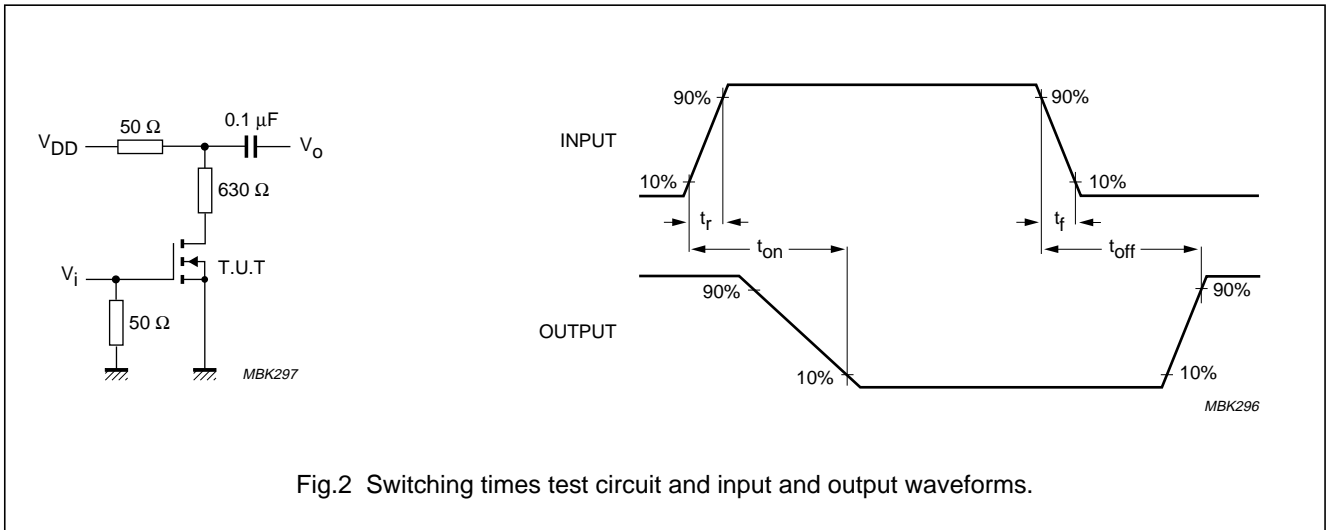 V_DD
50 Ω
0.1 μF
V_o
630 Ω
V_i
T.U.T
50 Ω
MBK297
INPUT
90%
90%
10%
10%
t_r
t_f
t_on
t_off
OUTPUT
90%
90%
10%
10%
MBK296
Fig.2 Switching times test circuit and input and output waveforms.